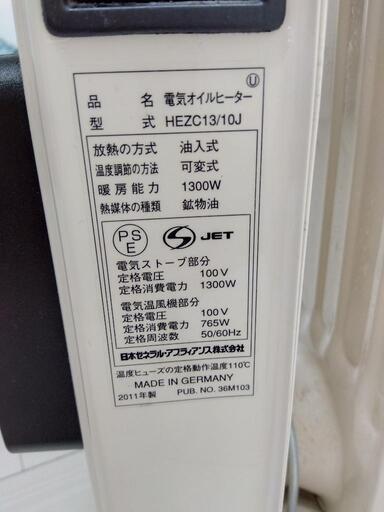 U
品 名 電気オイルヒーター
型 式 HEZC13/10J
放熱の方式 油入式
温度調節の方法 可変式
暖房能力 1300W
熱媒体の種類 鉱物油
PS
E
S JET
電気ストーブ部分
定格電圧 100V
定格消費電力 1300W
電気温風機部分
定格電圧 100V
定格消費電力 765W
定格周波数 50/60Hz
日本ゼネラル・アプライアンス株式会社
温度ヒューズの定格動作温度110℃
MADE IN GERMANY
2011年製 PUB. NO. 36M103